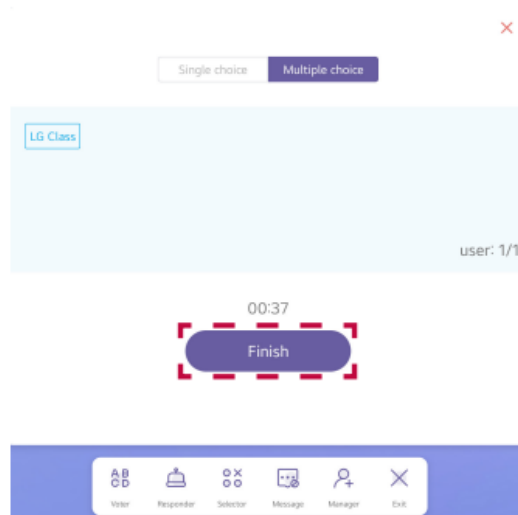 Single choice Multiple choice
LG Class
user: 1/1
00:37
Finish
Voter Responder Selector Message Manager Exit